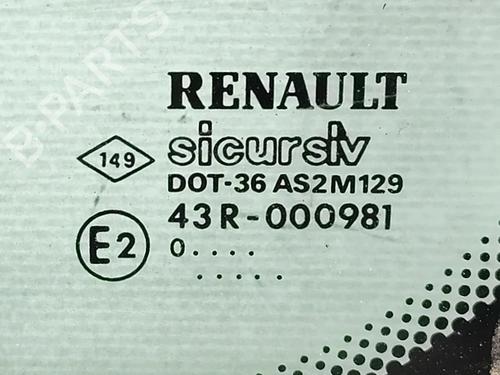 RENAULT
149
sicursiv
DOT-36 AS2M129
43R-000981
E2
0....
.....
B-PARTS